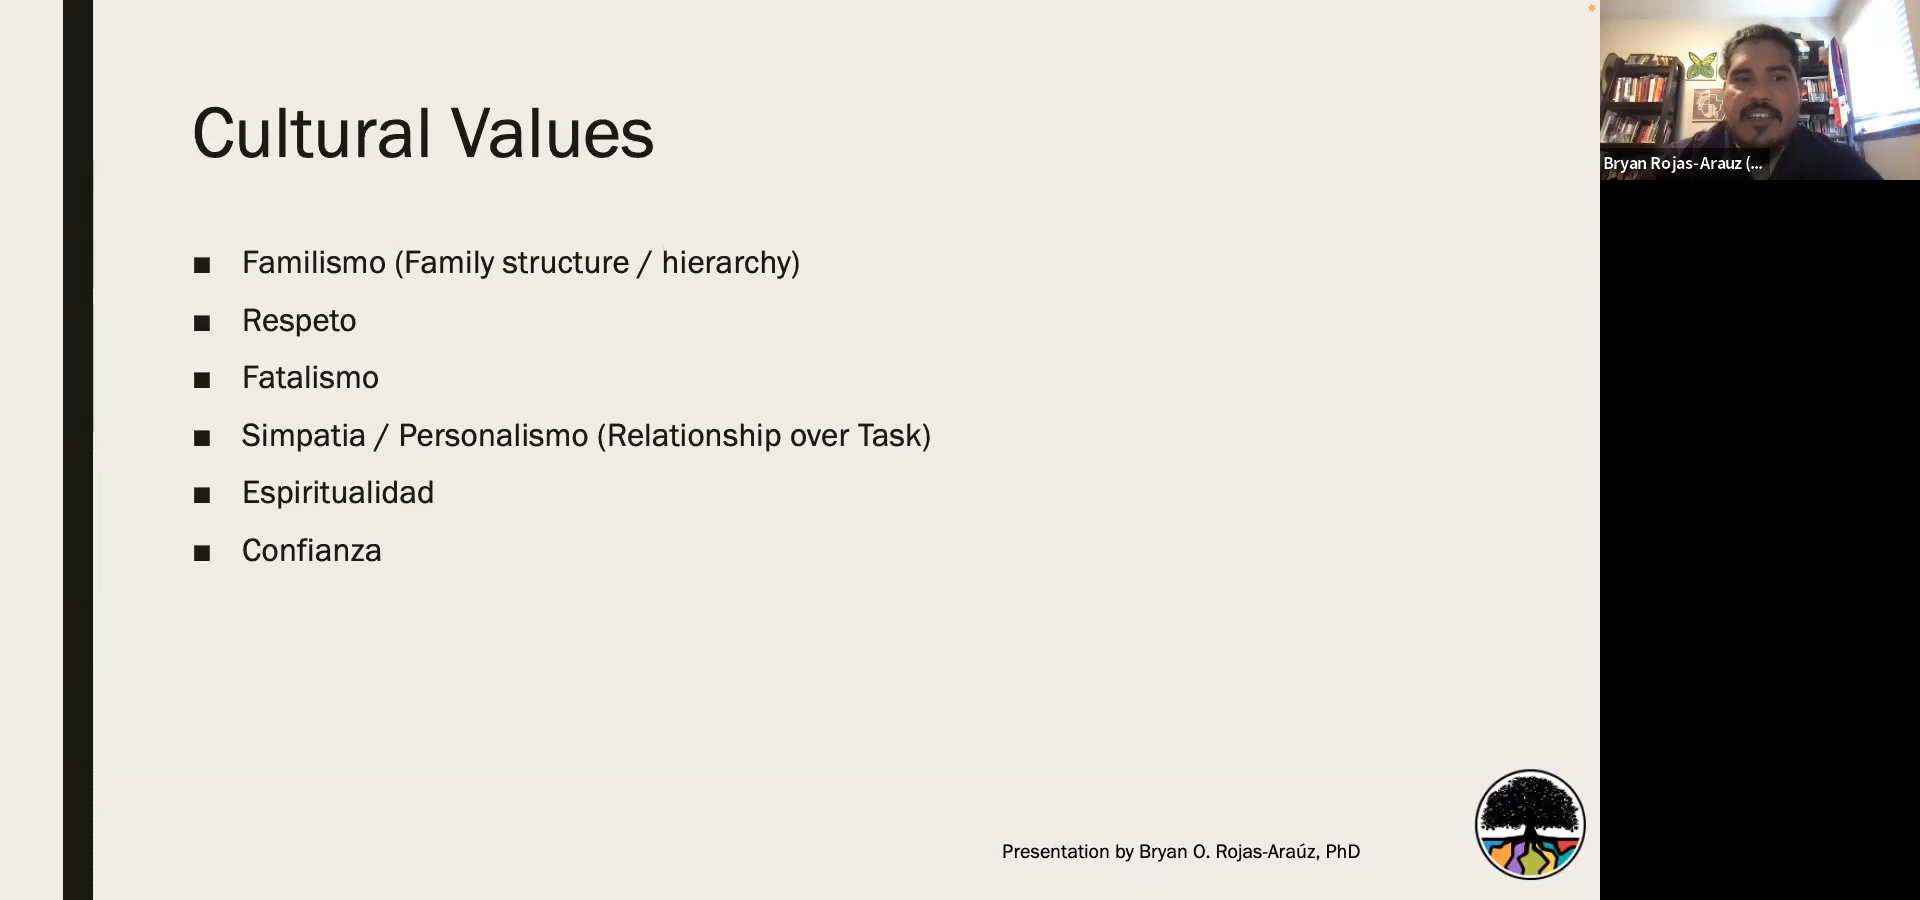 Cultural Values
■ Familismo (Family structure / hierarchy)
■ Respeto
■ Fatalismo
■ Simpatia / Personalismo (Relationship over Task)
■ Espiritualidad
■ Confianza
Presentation by Bryan O. Rojas-Araúz, PhD
Bryan Rojas-Arauz (...